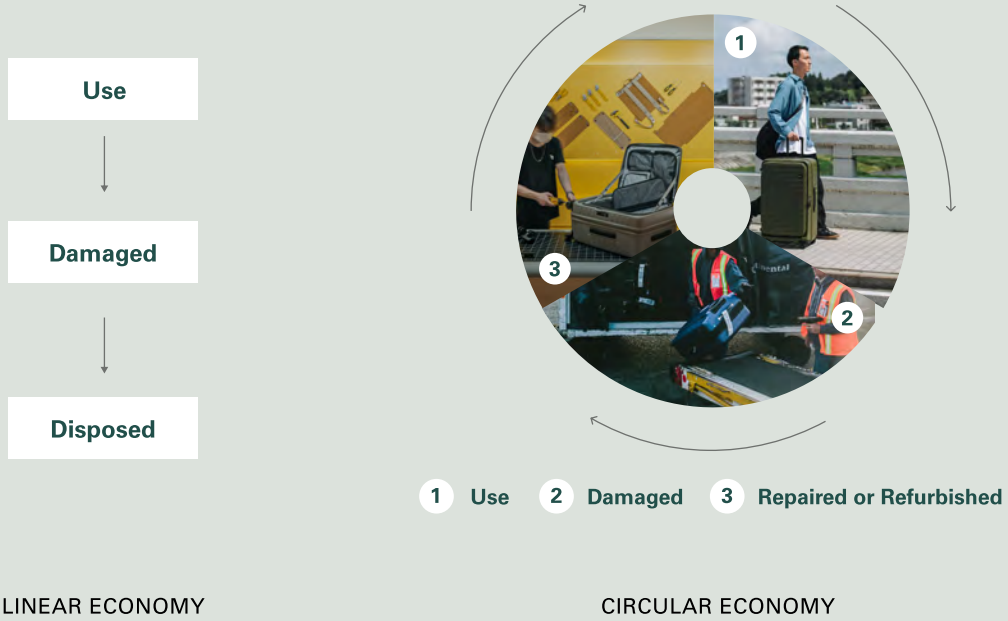 Use
Damaged
Disposed
LINEAR ECONOMY
1
2
3
1 Use 2 Damaged 3 Repaired or Refurbished
CIRCULAR ECONOMY